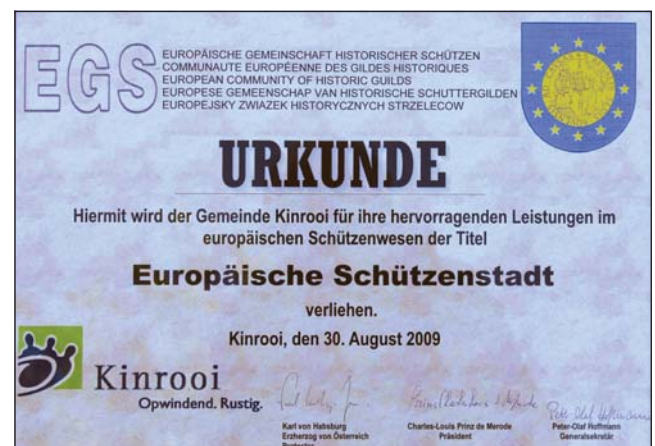 EGS
EUROPÄISCHE GEMEINSCHAFT HISTORISCHER SCHÜTZEN
COMMUNAUTE EUROPÉENNE DES GILDES HISTORIQUES
EUROPEAN COMMUNITY OF HISTORIC GUILDS
EUROPESE GEMEENSCHAP VAN HISTORISCHE SCHUTTERGILDEN
EUROPEJSKY ZWIAZEK HISTORYCZNYCH STRZELECOW
URKUNDE
Hiermit wird der Gemeinde Kinrooi für ihre hervorragenden Leistungen im
europäischen Schützenwesen der Titel
Europäische Schützenstadt
verliehen.
Kinrooi, den 30. August 2009
Kinrooi
Opwindend. Rustig.
Karl von Habsburg
Erzherzog von Österreich
Protektor
Charles-Louis Prinz de Merode
Präsident
Peter-Olaf Hoffmann
Generalsekretär